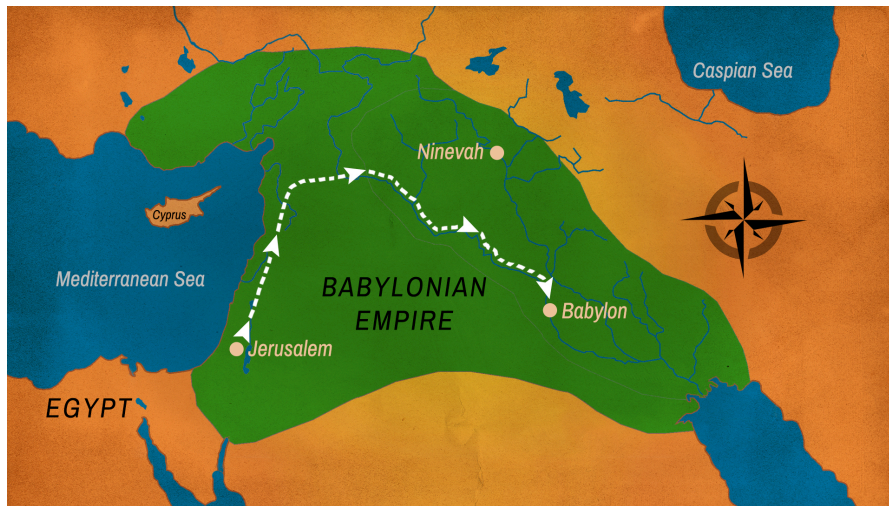 Caspian Sea
Ninevah
Cyprus
Mediterranean Sea
BABYLONIAN
EMPIRE
Babylon
Jerusalem
EGYPT